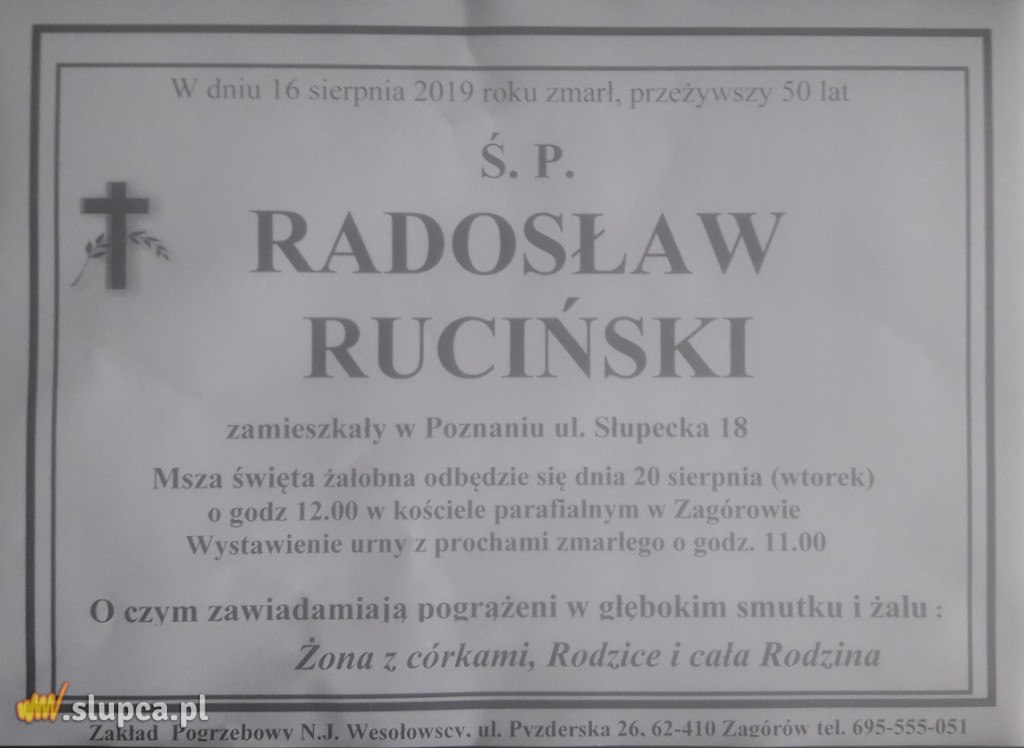 W dniu 16 sierpnia 2019 roku zmarł, przeżywszy 50 lat
Ś. P.
RADOSŁAW
RUCIŃSKI
zamieszkały w Poznaniu ul. Słupecka 18
Msza święta żałobna odbędzie się dnia 20 sierpnia (wtorek)
o godz 12.00 w kościele parafialnym w Zagórowie
Wystawienie urny z prochami zmarłego o godz. 11.00
O czym zawiadamiają pogrążeni w głębokim smutku i żalu :
Żona z córkami, Rodzice i cała Rodzina
www.slupca.pl
Zakład Pogrzebowy N.J. Wesołowscy, ul. Pyzderska 26, 62-410 Zagórów tel. 695-555-051